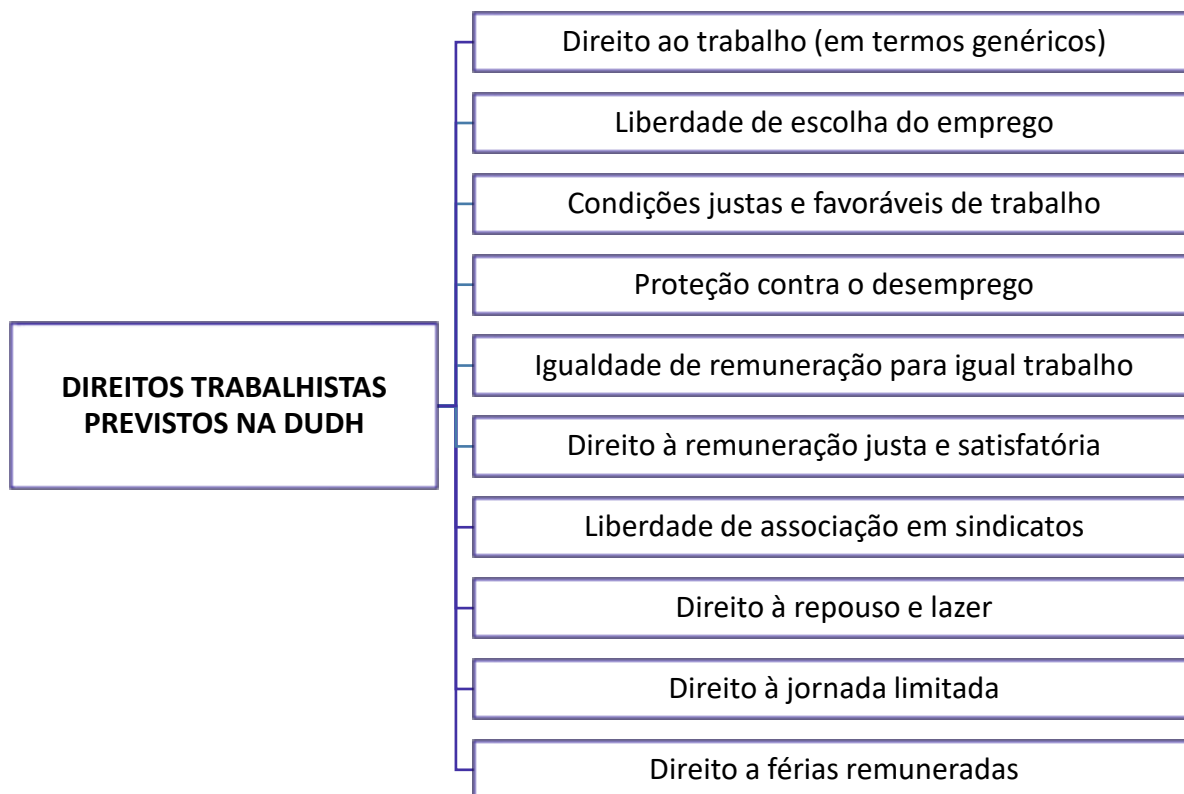 Direito ao trabalho (em termos genéricos)
Liberdade de escolha do emprego
Condições justas e favoráveis de trabalho
Proteção contra o desemprego
DIREITOS TRABALHISTAS
PREVISTOS NA DUDH
Igualdade de remuneração para igual trabalho
Direito à remuneração justa e satisfatória
Liberdade de associação em sindicatos
Direito à repouso e lazer
Direito à jornada limitada
Direito a férias remuneradas